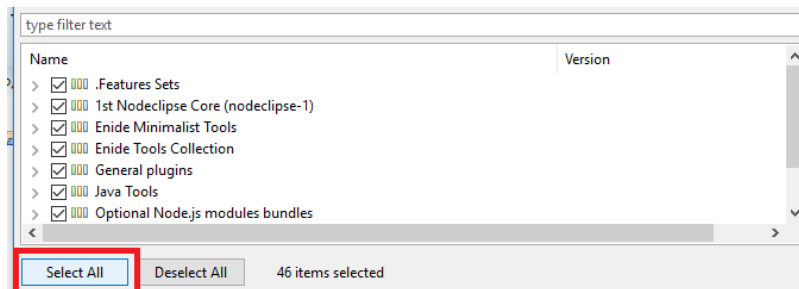 type filter text
Name Version
.Features Sets
1st Nodeclipse Core (nodeclipse-1)
Enide Minimalist Tools
Enide Tools Collection
General plugins
Java Tools
Optional Node.js modules bundles
Select All Deselect All 46 items selected